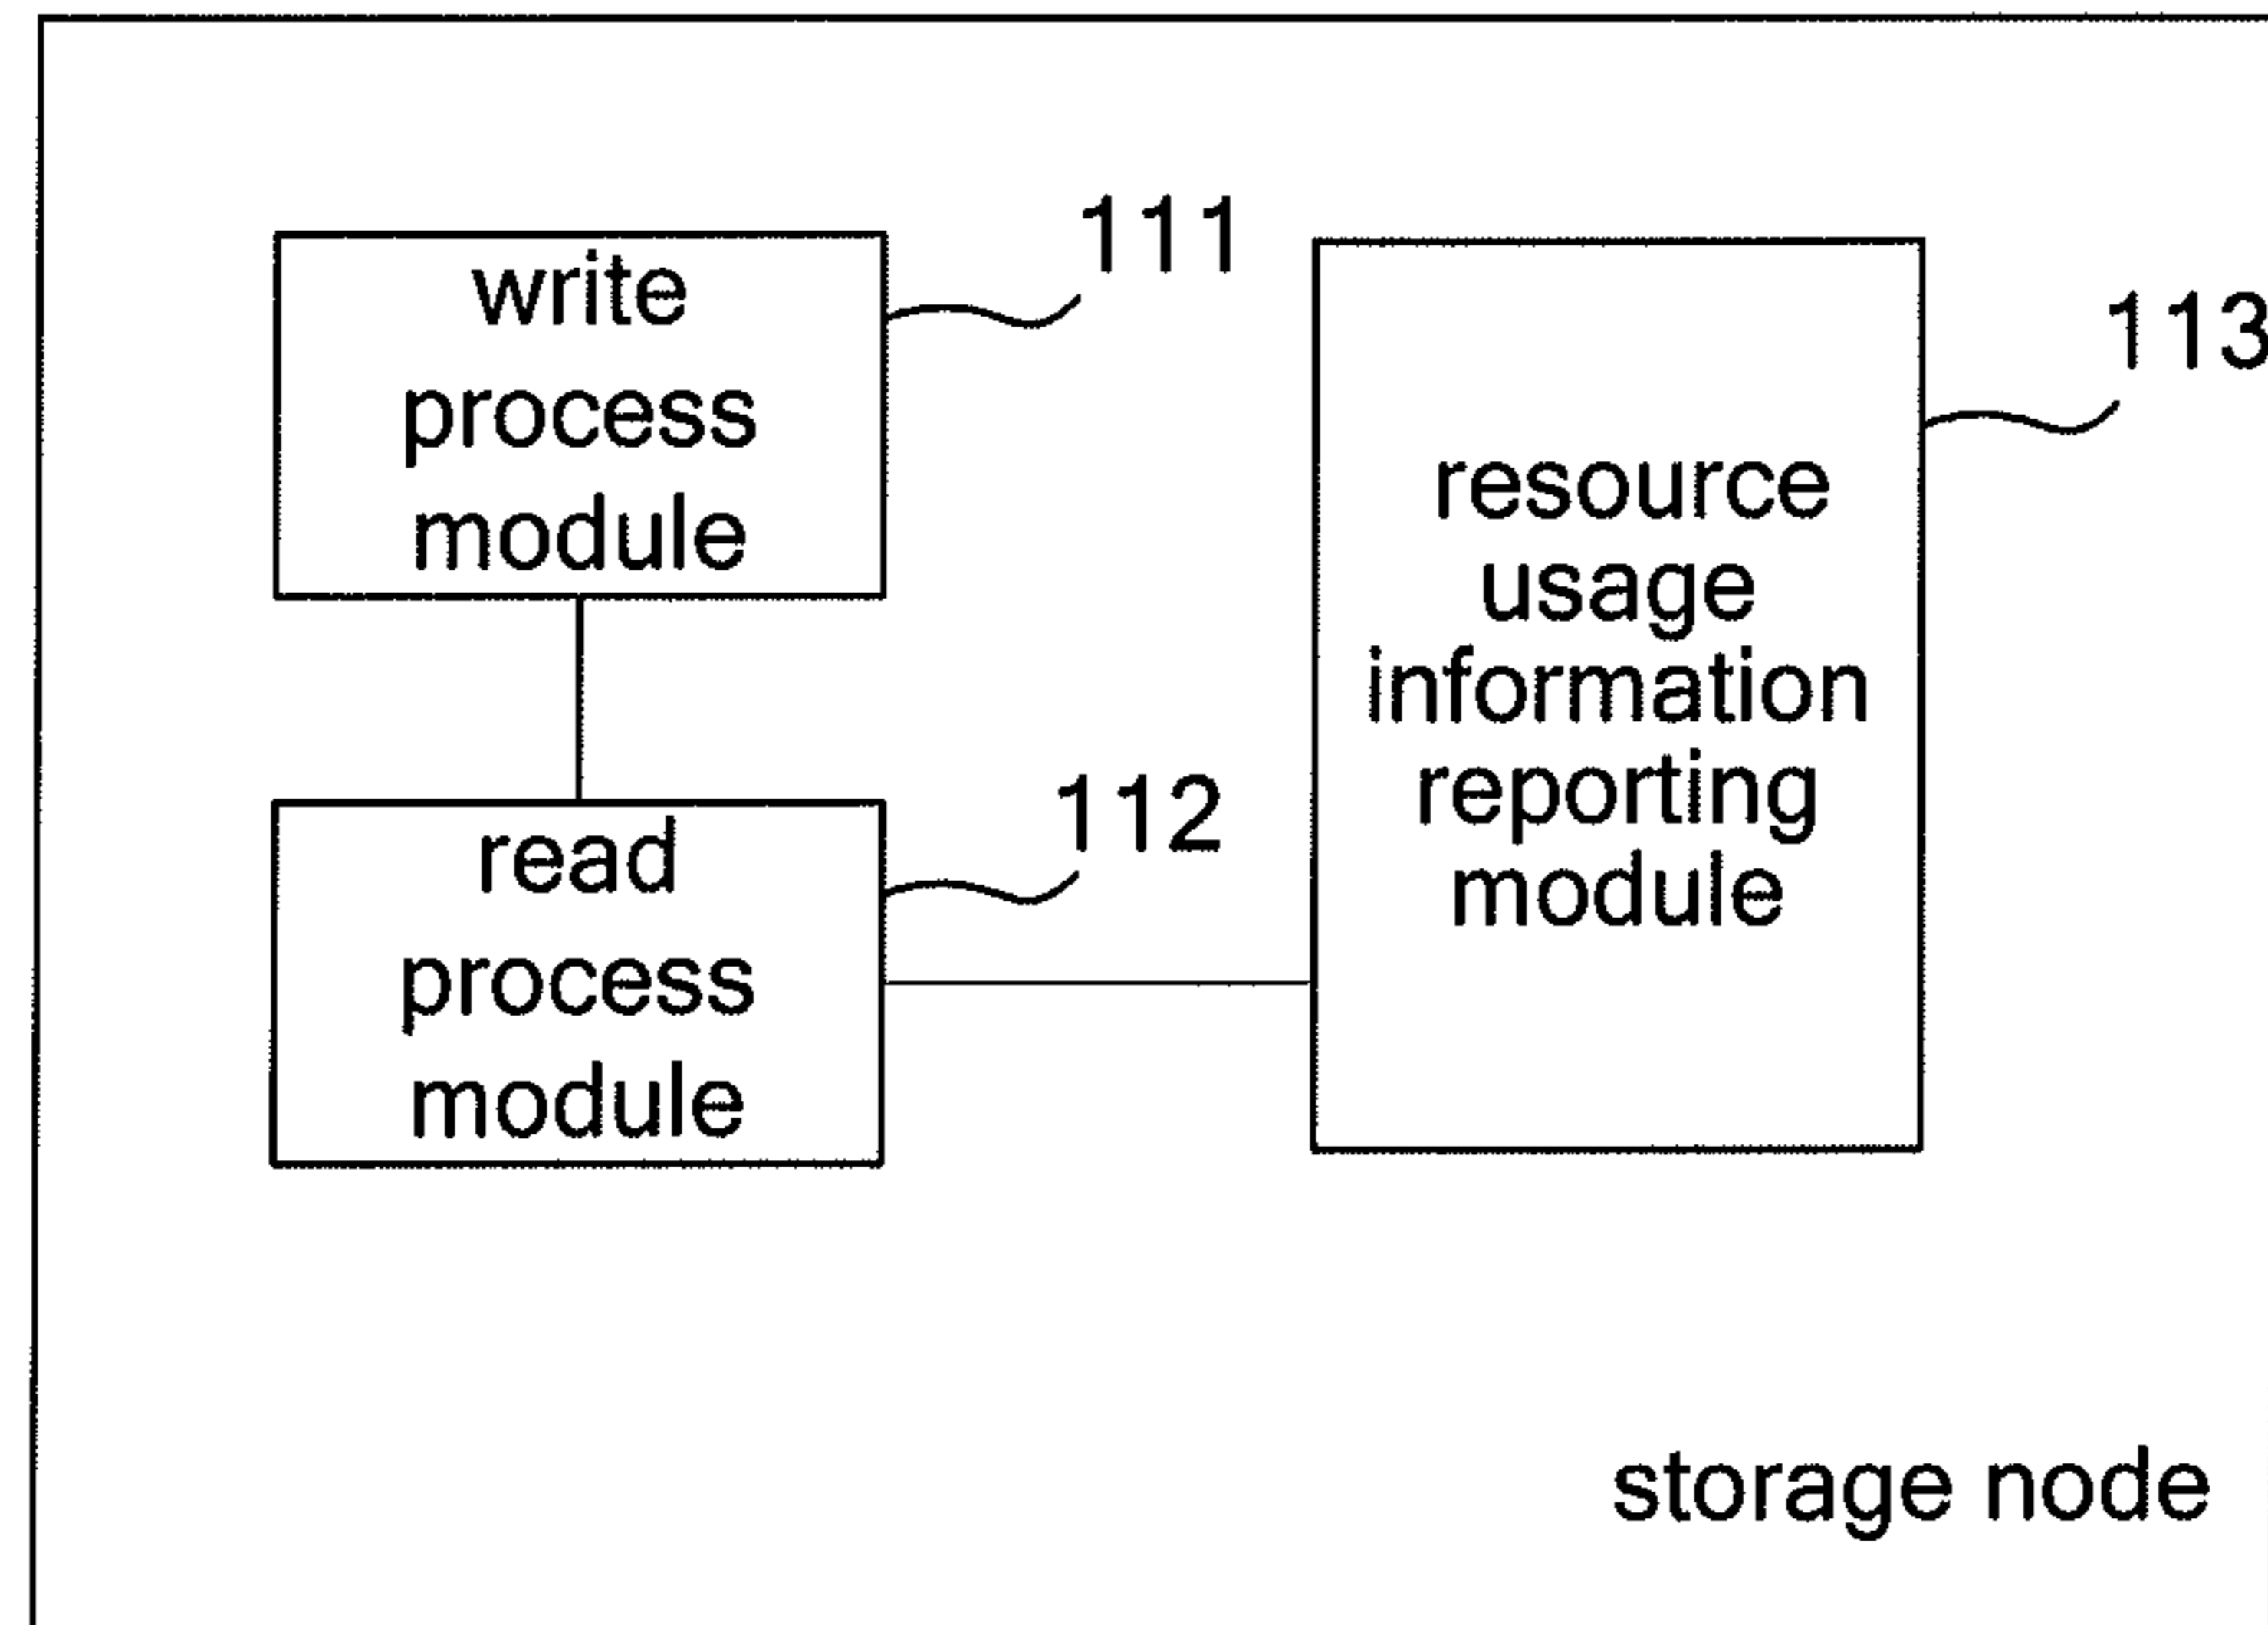 111
write
process
module
113
resource
usage
information
reporting
module
112
read
process
module
storage node